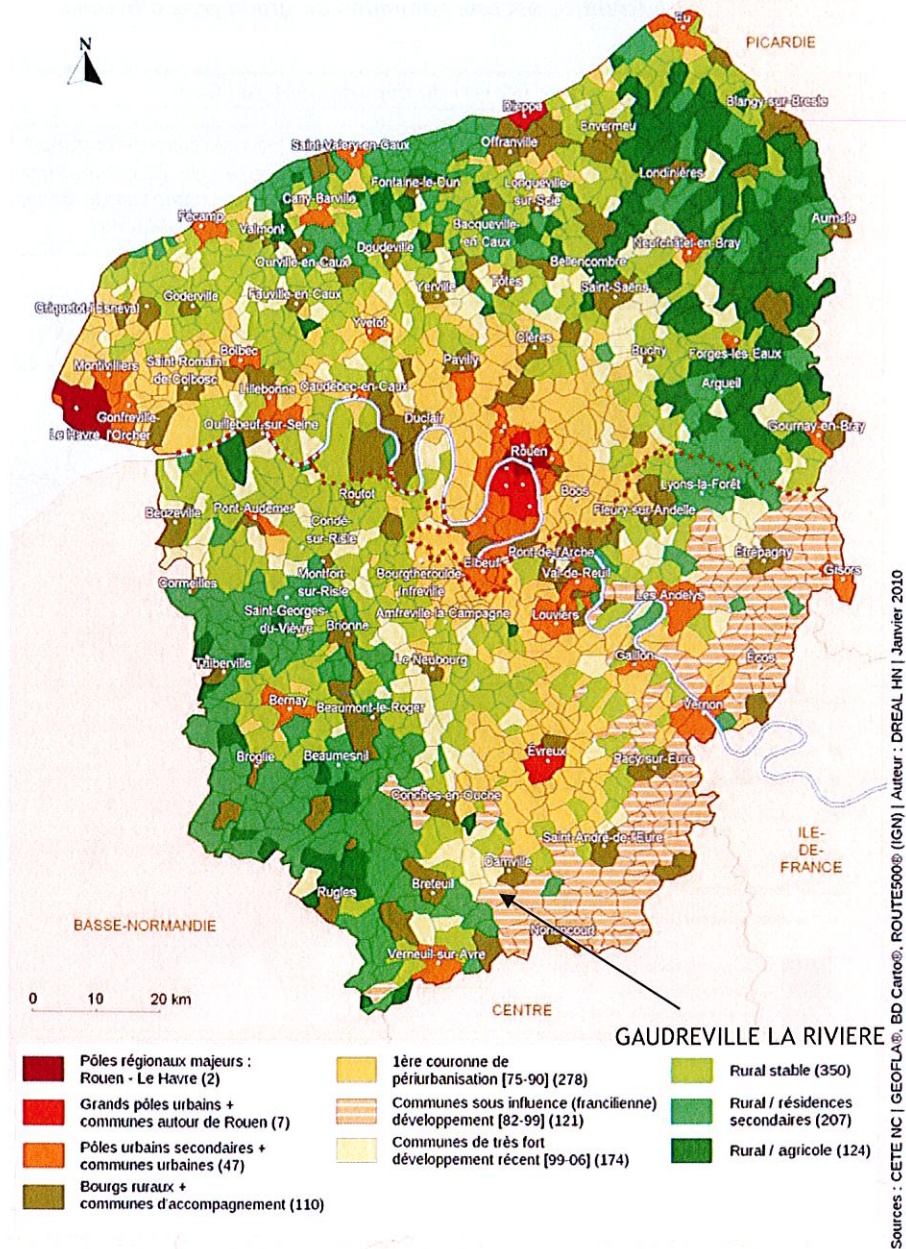 N
Eu
PICARDIE
Dieppe
Blangy-sur-Bresle
Envermeu
Offranville
Saint-Valery-en-Caux
Londinières
Fontaine-le-Dun
Longueville-
sur-Scie
Cany-Barville
Fécamp
Valmont
Bacqueville-
en-Caux
Aumale
Neufchâtel-en-Bray
Doudeville
Ourville-en-Caux
Bellencombre
Tôtes
Saint-Saëns
Yerville
Goderville
Fauville-en-Caux
Criquetot-l'Esneval
Yvetot
Clères
Bolbec
Pavilly
Buchy
Forges-les Eaux
Montivilliers
Saint-Romain
de-Colbosc
Argueil
Lillebonne
Caudebec-en-Caux
Gonfreville-
l'Orcher
Le Havre
Quillebeuf-sur-Seine
Duclair
Gournay-en-Bray
Rouen
Lyons-la-Forêt
Routot
Boos
Beuzeville
Pont-Audemer
Fleury-sur-Andelle
Condé-
sur-Risle
Pont-de-l'Arche
Étrépagny
Elbeuf
Val-de-Reuil
Gisors
Cormeilles
Montfort-
sur-Risle
Bourgtheroulde-
Infreville
Les Andelys
Saint-Georges-
du-Vièvre
Amfreville-la-Campagne
Louviers
Brionne
Thiberville
Le Neubourg
Gaillon
Écos
Bernay
Beaumont-le-Roger
Vernon
Broglie
Beaumesnil
Évreux
Pacy-sur-Eure
Conches-en-Ouche
Saint-André-de-l'Eure
ILE-
DE-
FRANCE
Damville
Rugles
Breteuil
BASSE-NORMANDIE
Nonancourt
Verneuil-sur-Avre
0 10 20 km
CENTRE
GAUDREVILLE LA RIVIERE
Pôles régionaux majeurs :
Rouen - Le Havre (2)
Grands pôles urbains +
communes autour de Rouen (7)
Pôles urbains secondaires +
communes urbaines (47)
Bourgs ruraux +
communes d'accompagnement (110)
1ère couronne de
périurbanisation [75-90] (278)
Communes sous influence (francilienne)
développement [82-99] (121)
Communes de très fort
développement récent [99-06] (174)
Rural stable (350)
Rural / résidences
secondaires (207)
Rural / agricole (124)
Sources : CETE NC | GEOFLA®, BD Carto®, ROUTE500® (IGN) | Auteur : DREAL HN | Janvier 2010